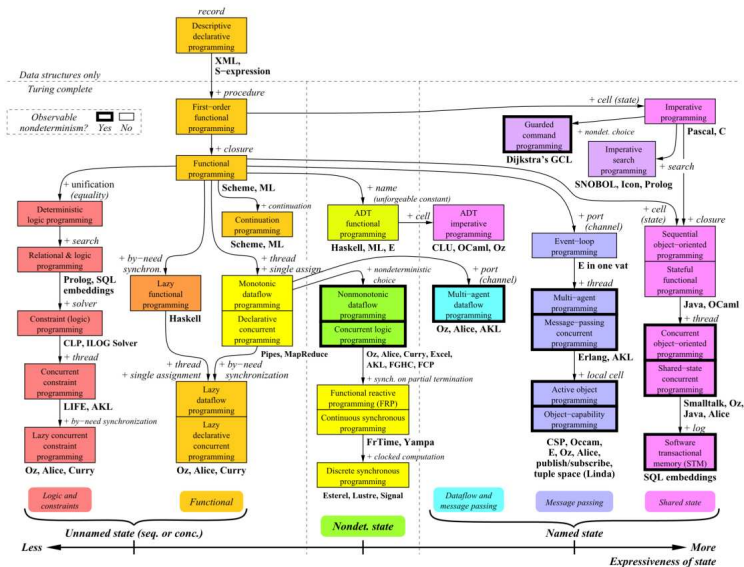 record
Descriptive
declarative
programming
XML,
S−expression
Data structures only
Turing complete
+ procedure
Observable
nondeterminism?
Yes No
First−order
functional
programming
+ cell (state)
Imperative
programming
Pascal, C
Guarded
command
programming
+ nondet. choice
Dijkstra's GCL
Imperative
search programming
+ search
SNOBOL, Icon, Prolog
+ closure
Functional
programming
Scheme, ML
+ unification
(equality)
Deterministic
logic programming
+ search
Relational & logic
programming
Prolog, SQL
embeddings
+ solver
Constraint (logic)
programming
CLP, ILOG Solver
+ thread
Concurrent
constraint
programming
LIFE, AKL
+ by−need synchronization
Lazy concurrent
constraint
programming
Oz, Alice, Curry
+ continuation
Continuation
programming
Scheme, ML
+ by−need
synchron.
Lazy
functional
programming
Haskell
+ thread
+ single assign.
Monotonic
dataflow
programming
Declarative
concurrent
programming
Pipes, MapReduce
+ thread
+ single assignment
+ by−need
synchronization
Lazy
dataflow
programming
Lazy
declarative
concurrent
programming
Oz, Alice, Curry
+ name
(unforgeable constant)
ADT
functional
programming
Haskell, ML, E
+ cell
ADT
imperative
programming
CLU, OCaml, Oz
+ nondeterministic
choice
Nonmonotonic
dataflow
programming
Concurrent logic
programming
Oz, Alice, Curry, Excel,
AKL, FGHC, FCP
+ synch. on partial termination
Functional reactive
programming (FRP)
Continuous synchronous
programming
FrTime, Yampa
+ clocked computation
Discrete synchronous
programming
Esterel, Lustre, Signal
+ port
(channel)
Multi−agent
dataflow
programming
Oz, Alice, AKL
+ port
(channel)
Event−loop
programming
E in one vat
+ thread
Multi−agent
programming
Message−passing
concurrent
programming
Erlang, AKL
+ local cell
Active object
programming
Object−capability
programming
CSP, Occam,
E, Oz, Alice,
publish/subscribe,
tuple space (Linda)
+ cell
(state)
+ closure
Sequential
object−oriented
programming
Stateful
functional
programming
Java, OCaml
+ thread
Concurrent
object−oriented
programming
Shared−state
concurrent
programming
Smalltalk, Oz,
Java, Alice
+ log
Software
transactional
memory (STM)
SQL embeddings
Logic and
constraints
Functional
Dataflow and
message passing
Message passing
Shared state
Unnamed state (seq. or conc.)
Nondet. state
Named state
Less
More
Expressiveness of state